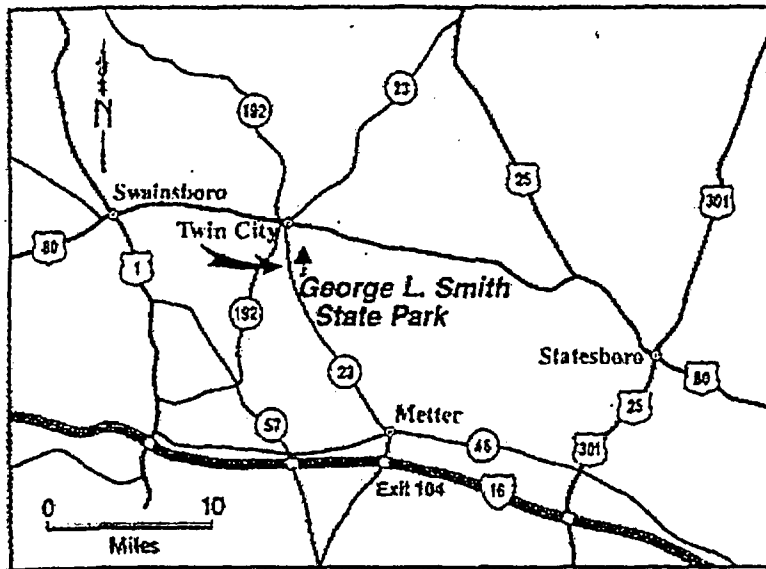 N
192
23
25
301
Swainsboro
Twin City
80
1
George L. Smith
State Park
192
Statesboro
23
80
25
Metter
57
46
301
Exit 104
16
0 10
Miles